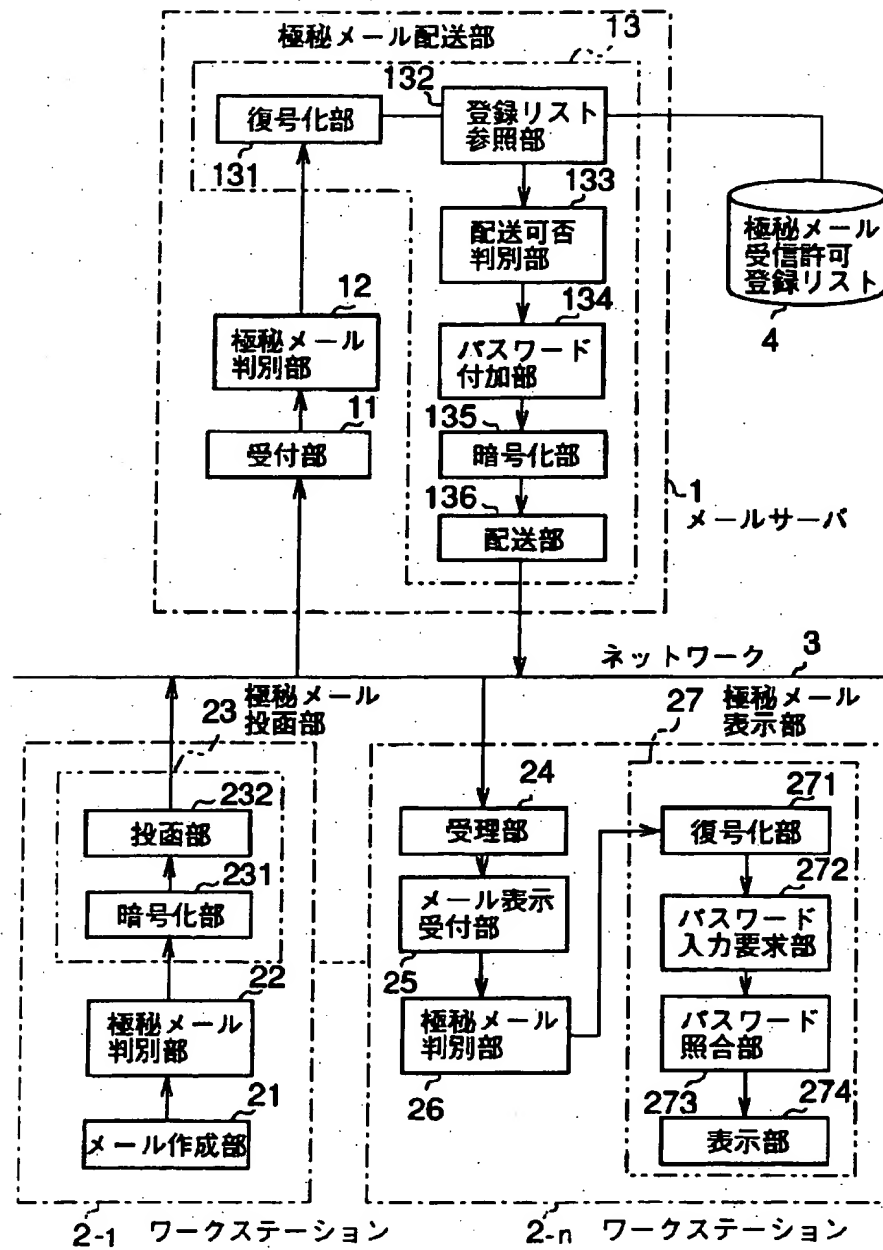 極秘メール配送部
13
132
復号化部
131
登録リスト
参照部
133
配送可否
判別部
極秘メール
受信許可
登録リスト
4
12
極秘メール
判別部
134
パスワード
付加部
11
受付部
135
暗号化部
136
配送部
1
メールサーバ
ネットワーク
3
極秘メール
投函部
23
極秘メール
表示部
27
232
投函部
231
暗号化部
22
極秘メール
判別部
21
メール作成部
2-1 ワークステーション
24
受理部
メール表示
受付部
25
極秘メール
判別部
26
271
復号化部
272
パスワード
入力要求部
パスワード
照合部
273
274
表示部
2-n ワークステーション